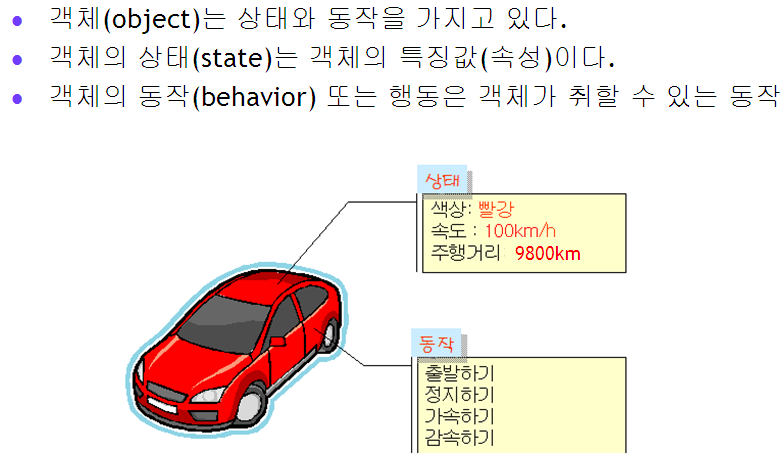 객체(object)는 상태와 동작을 가지고 있다.
객체의 상태(state)는 객체의 특징값(속성)이다.
객체의 동작(behavior) 또는 행동은 객체가 취할 수 있는 동작
상태
색상: 빨강
속도 : 100km/h
주행거리 9800km
동작
출발하기
정지하기
가속하기
감속하기